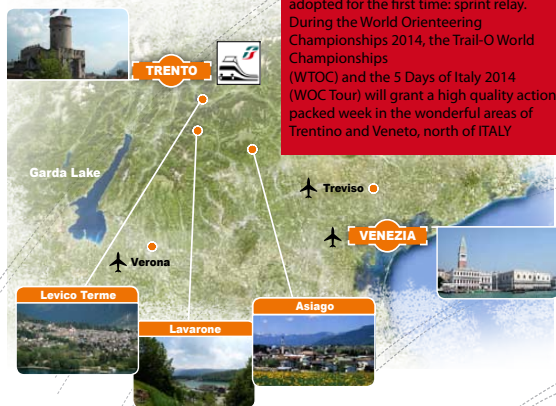 adopted for the first time: sprint relay.
During the World Orienteering
Championships 2014, the Trail-O World
Championships
(WTOC) and the 5 Days of Italy 2014
(WOC Tour) will grant a high quality action
packed week in the wonderful areas of
Trentino and Veneto, north of ITALY
TRENTO
Garda Lake
Treviso
VENEZIA
Verona
Levico Terme
Lavarone
Asiago